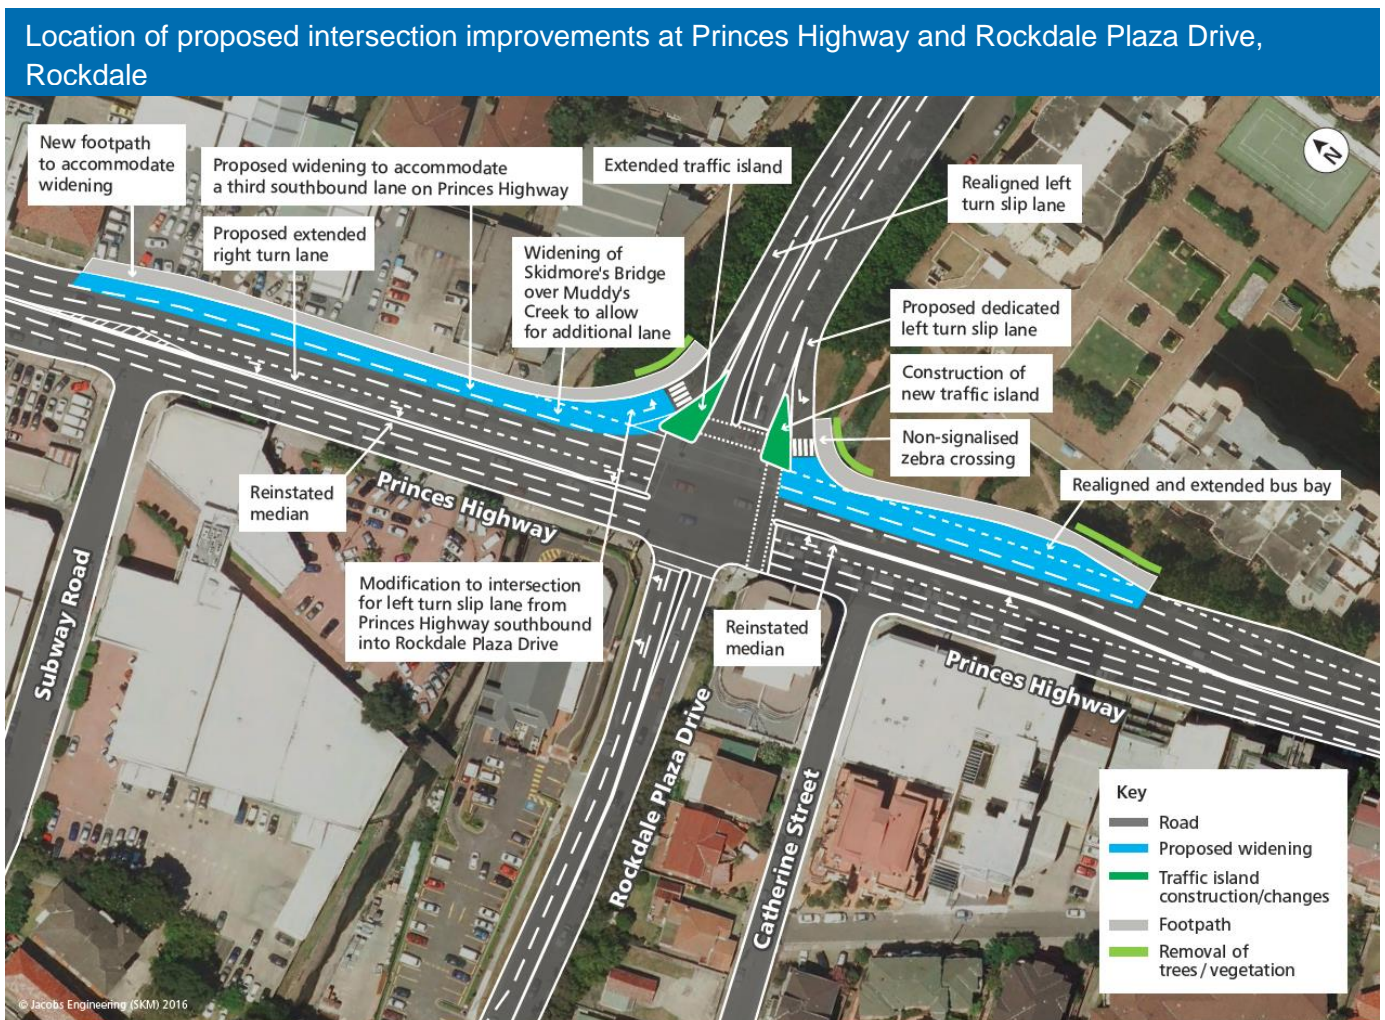 Location of proposed intersection improvements at Princes Highway and Rockdale Plaza Drive,
Rockdale
New footpath
to accommodate
widening
Proposed widening to accommodate
a third southbound lane on Princes Highway
Proposed extended
right turn lane
Extended traffic island
Widening of
Skidmore's Bridge
over Muddy's
Creek to allow
for additional lane
Realigned left
turn slip lane
N
Proposed dedicated
left turn slip lane
Construction of
new traffic island
Non-signalised
zebra crossing
Realigned and extended bus bay
Reinstated
median
Princes Highway
Modification to intersection
for left turn slip lane from
Princes Highway southbound
into Rockdale Plaza Drive
Reinstated
median
Princes Highway
Subway Road
Rockdale Plaza Drive
Catherine Street
Key
Road
Proposed widening
Traffic island
construction/changes
Footpath
Removal of
trees/vegetation
© Jacobs Engineering (SKM) 2016